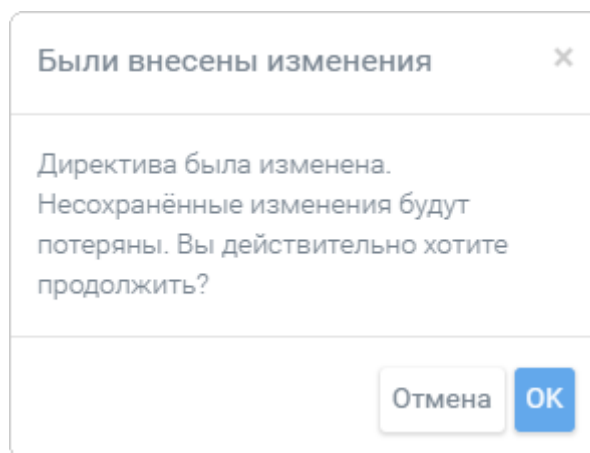 Были внесены изменения ×
Директива была изменена.
Несохранённые изменения будут
потеряны. Вы действительно хотите
продолжить?
Отмена OK